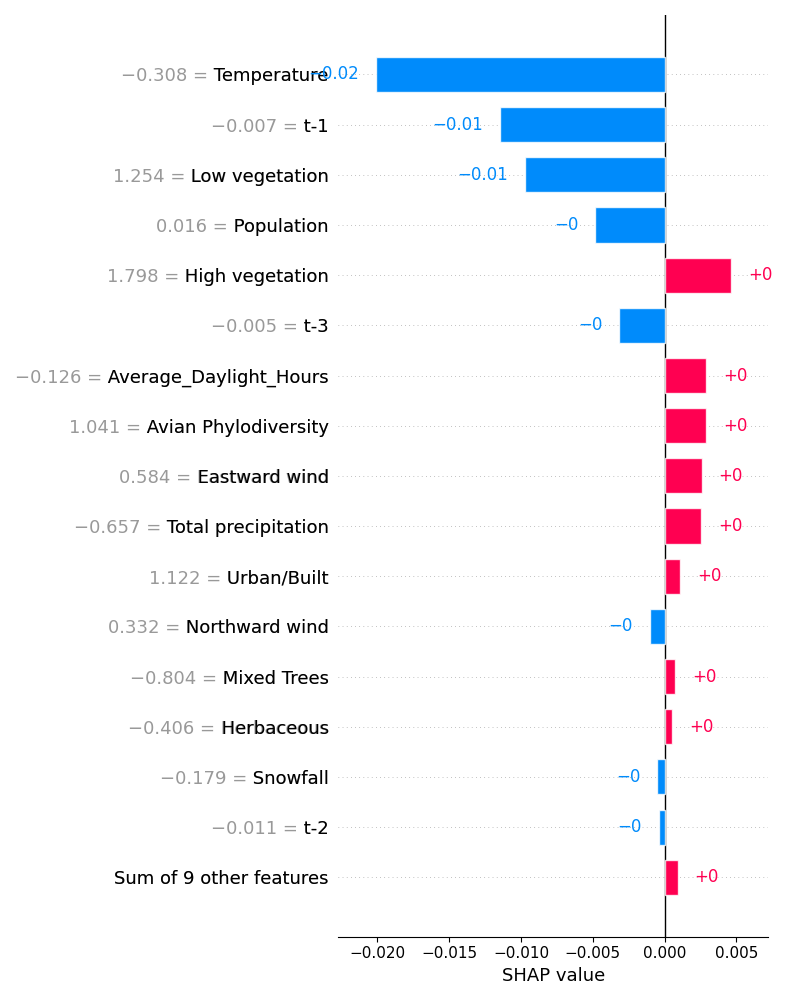 −0.308 = Temperature −0.02
−0.007 = t-1 −0.01
1.254 = Low vegetation −0.01
0.016 = Population −0
1.798 = High vegetation +0
−0.005 = t-3 −0
−0.126 = Average_Daylight_Hours +0
1.041 = Avian Phylodiversity +0
0.584 = Eastward wind +0
−0.657 = Total precipitation +0
1.122 = Urban/Built +0
0.332 = Northward wind −0
−0.804 = Mixed Trees +0
−0.406 = Herbaceous +0
−0.179 = Snowfall −0
−0.011 = t-2 −0
Sum of 9 other features +0
−0.020 −0.015 −0.010 −0.005 0.000 0.005
SHAP value